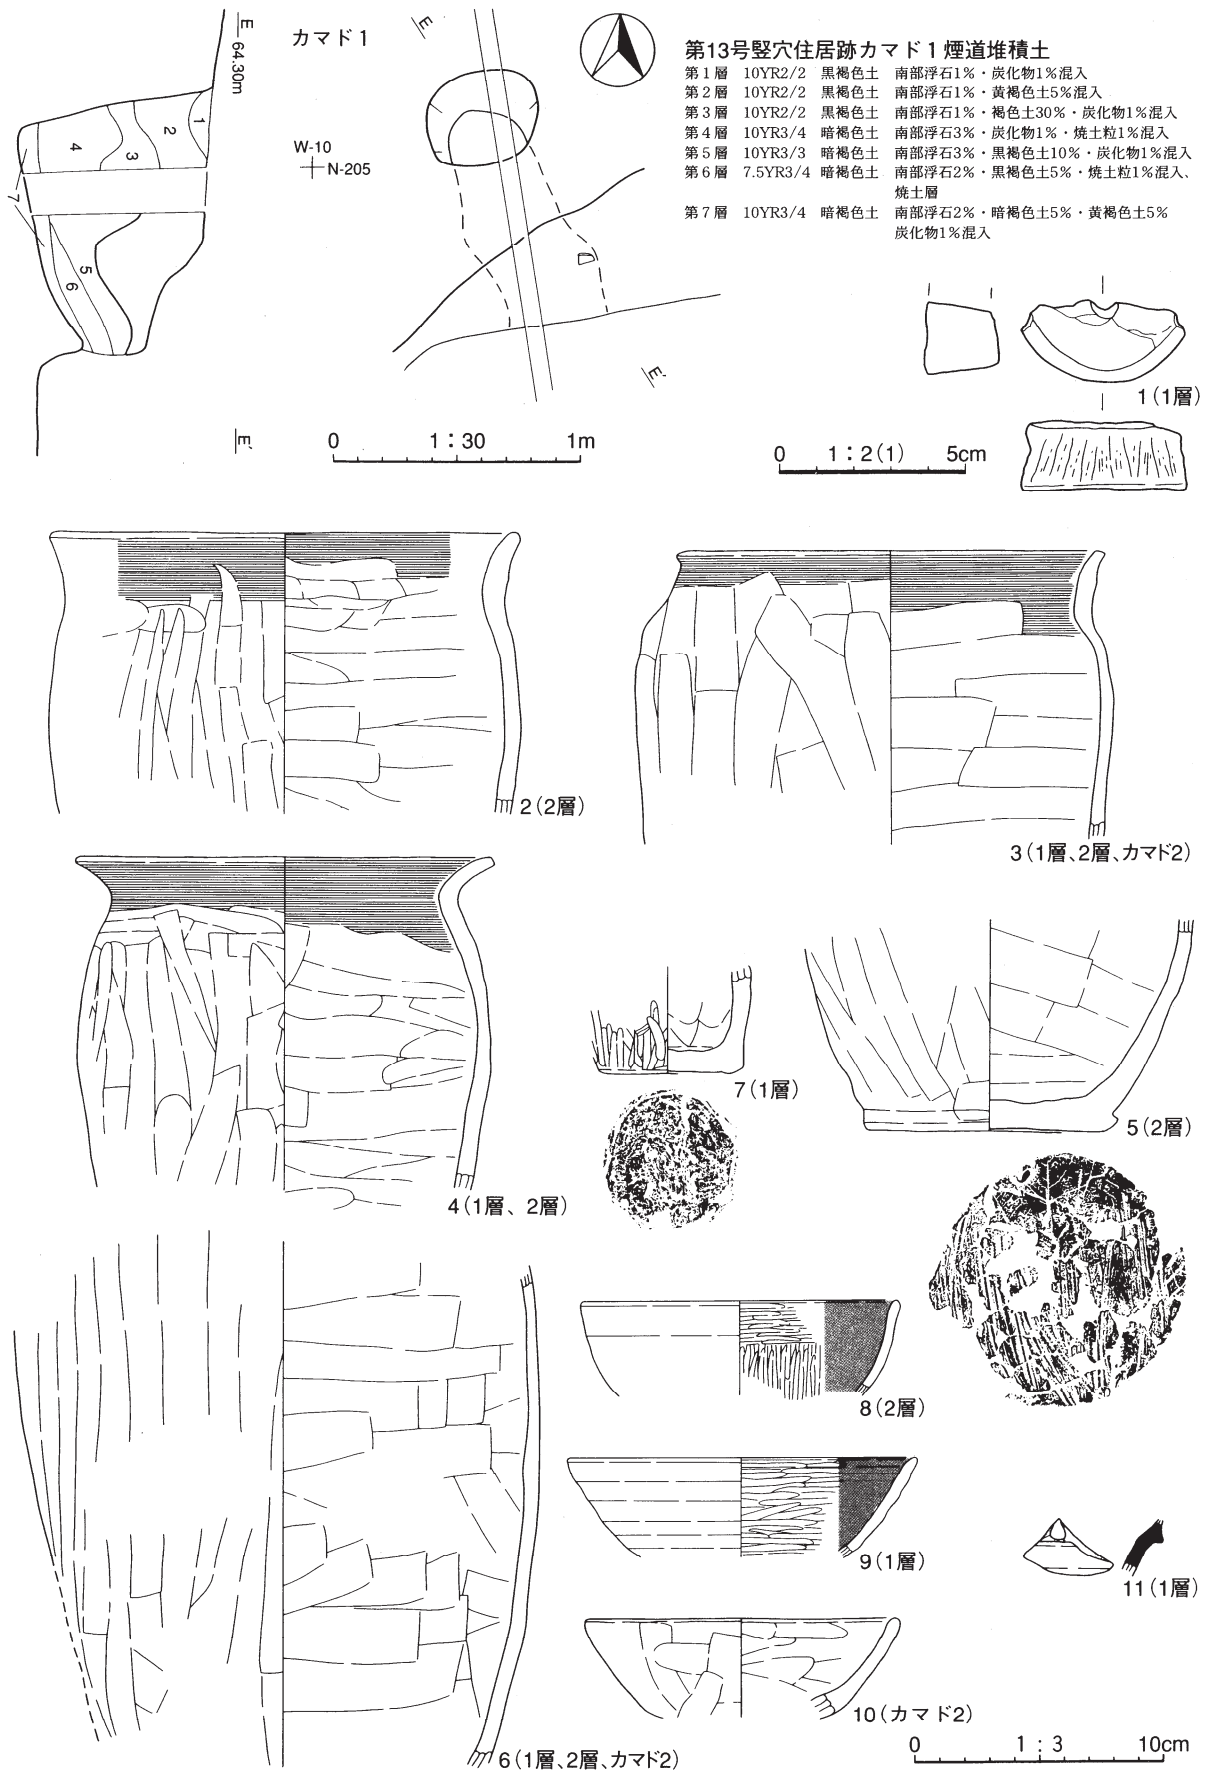 カマド1
E
64.30m
E
W-10
N-205
1
2
3
4
7
5
6
E′
E′
0 1：30 1m
第13号竪穴住居跡カマド1煙道堆積土
第1層 10YR2/2 黒褐色土 南部浮石1％・炭化物1％混入
第2層 10YR2/2 黒褐色土 南部浮石1％・黄褐色土5％混入
第3層 10YR2/2 黒褐色土 南部浮石1％・褐色土30％・炭化物1％混入
第4層 10YR3/4 暗褐色土 南部浮石3％・炭化物1％・焼土粒1％混入
第5層 10YR3/3 暗褐色土 南部浮石3％・黒褐色土10％・炭化物1％混入
第6層 7.5YR3/4 暗褐色土 南部浮石2％・黒褐色土5％・焼土粒1％混入、
焼土層
第7層 10YR3/4 暗褐色土 南部浮石2％・暗褐色土5％・黄褐色土5％
炭化物1％混入
1（1層）
0 1：2（1） 5cm
2（2層）
3（1層、2層、カマド2）
4（1層、2層）
7（1層）
5（2層）
6（1層、2層、カマド2）
8（2層）
9（1層）
10（カマド2）
11（1層）
0 1：3 10cm